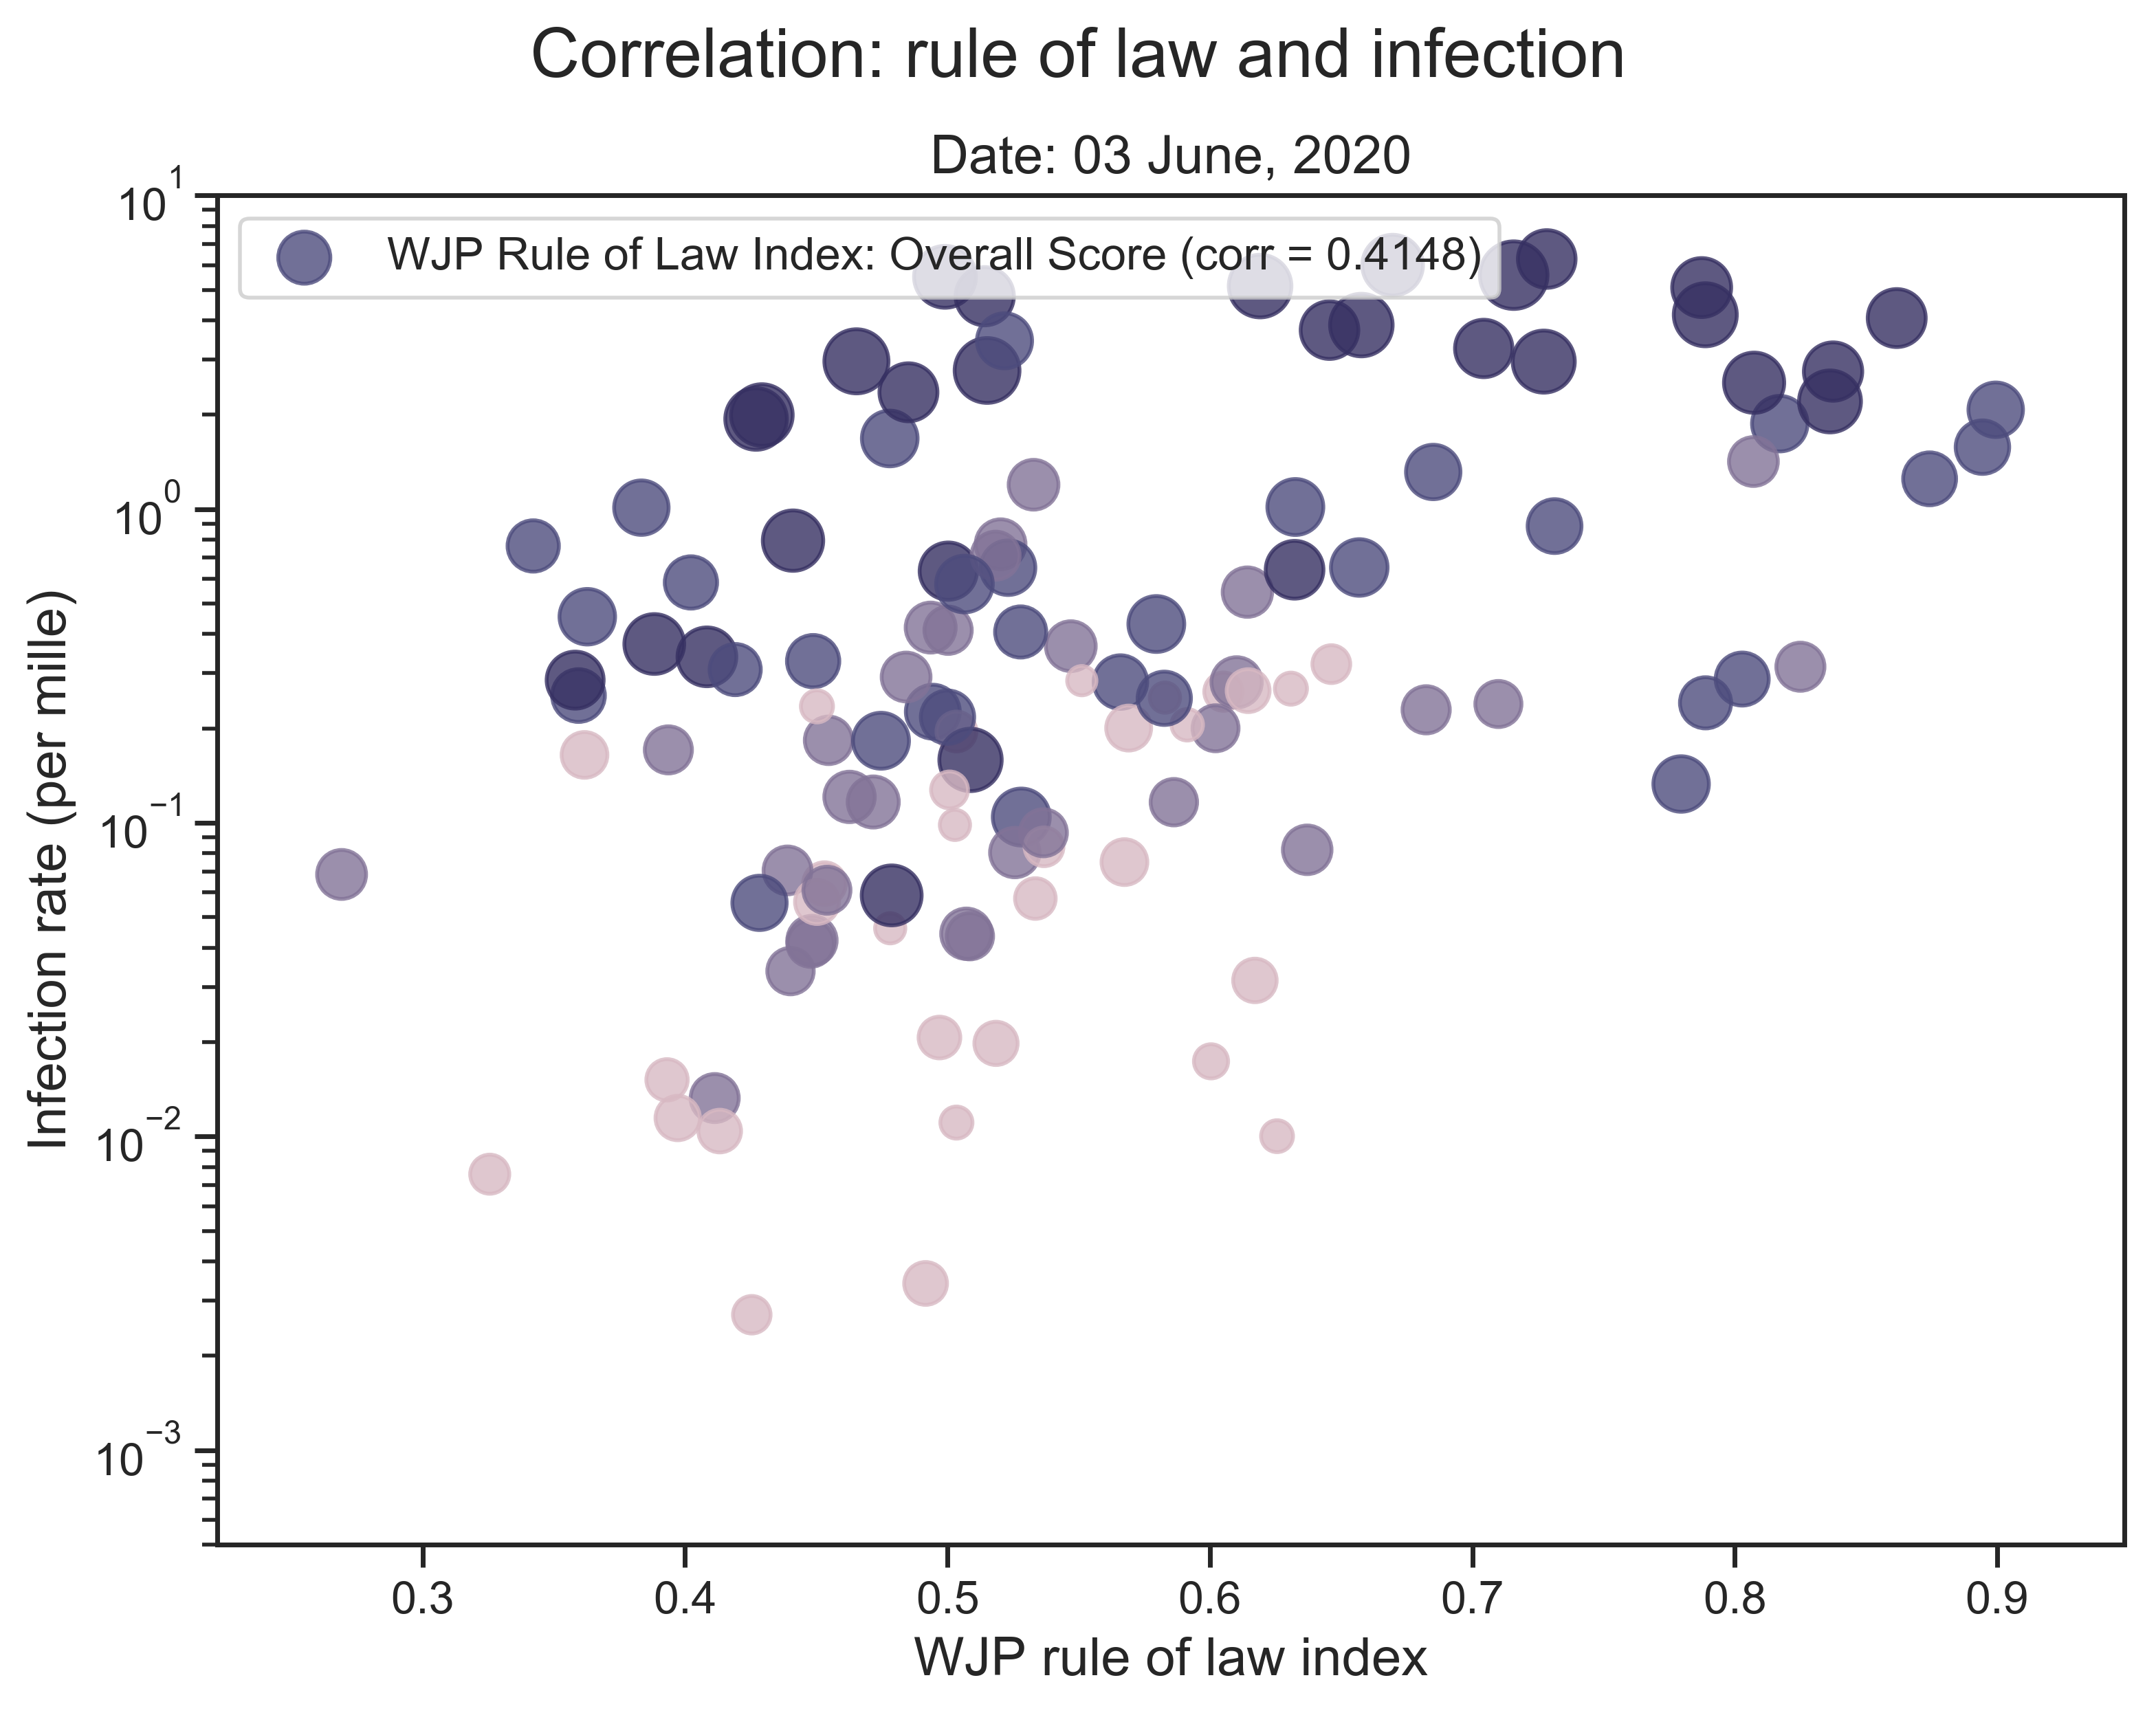 Correlation: rule of law and infection
Date: 03 June, 2020
WJP Rule of Law Index: Overall Score (corr = 0.4148)
Infection rate (per mille)
10^1
10^0
10^−1
10^−2
10^−3
0.3 0.4 0.5 0.6 0.7 0.8 0.9
WJP rule of law index